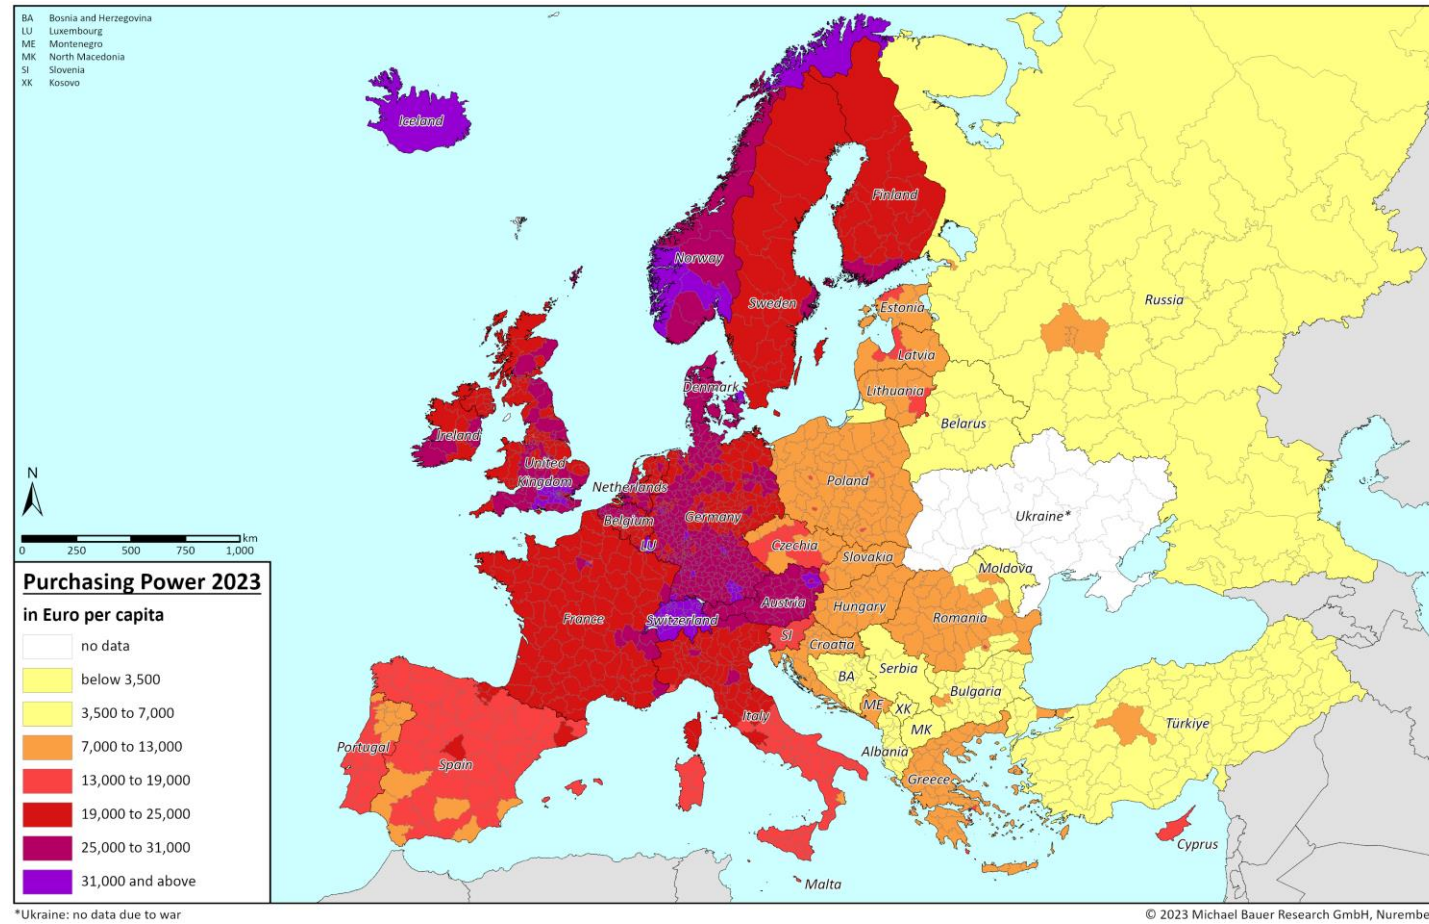 BA Bosnia and Herzegovina
LU Luxembourg
ME Montenegro
MK North Macedonia
SI Slovenia
XK Kosovo
Iceland
Finland
Norway
Sweden
Russia
Estonia
Latvia
Lithuania
Denmark
Belarus
Ireland
United
Kingdom
Netherlands
Belgium
Germany
Poland
LU
Ukraine*
Czechia
Slovakia
Moldova
France
Switzerland
Austria
Hungary
Romania
SI
Croatia
BA
Serbia
Bulgaria
ME
XK
MK
Italy
Albania
Türkiye
Portugal
Spain
Greece
Cyprus
Malta
N
km
0 250 500 750 1,000
Purchasing Power 2023
in Euro per capita
no data
below 3,500
3,500 to 7,000
7,000 to 13,000
13,000 to 19,000
19,000 to 25,000
25,000 to 31,000
31,000 and above
*Ukraine: no data due to war
© 2023 Michael Bauer Research GmbH, Nurembe